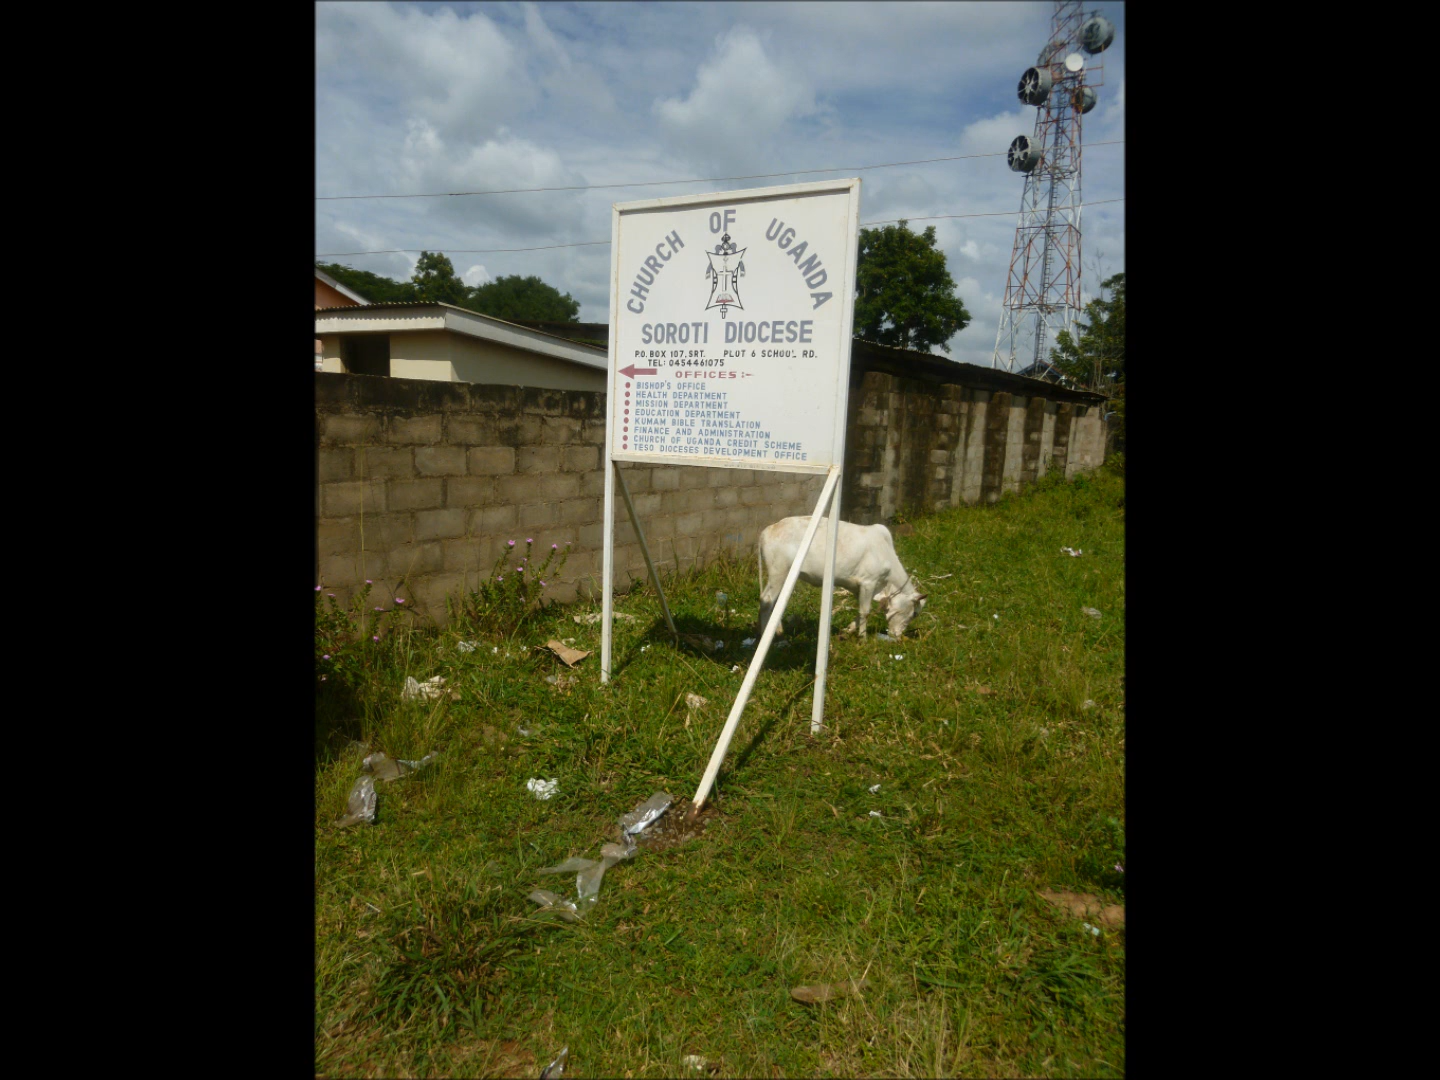 CHURCH OF UGANDA
SOROTI DIOCESE
P.O. BOX 107, SRT. PLOT 6 SCHOOL RD.
TEL: 0454461075
OFFICES:-
BISHOP'S OFFICE
HEALTH DEPARTMENT
MISSION DEPARTMENT
EDUCATION DEPARTMENT
KUMAM BIBLE TRANSLATION
FINANCE AND ADMINISTRATION
CHURCH OF UGANDA CREDIT SCHEME
TESO DIOCESES DEVELOPMENT OFFICE